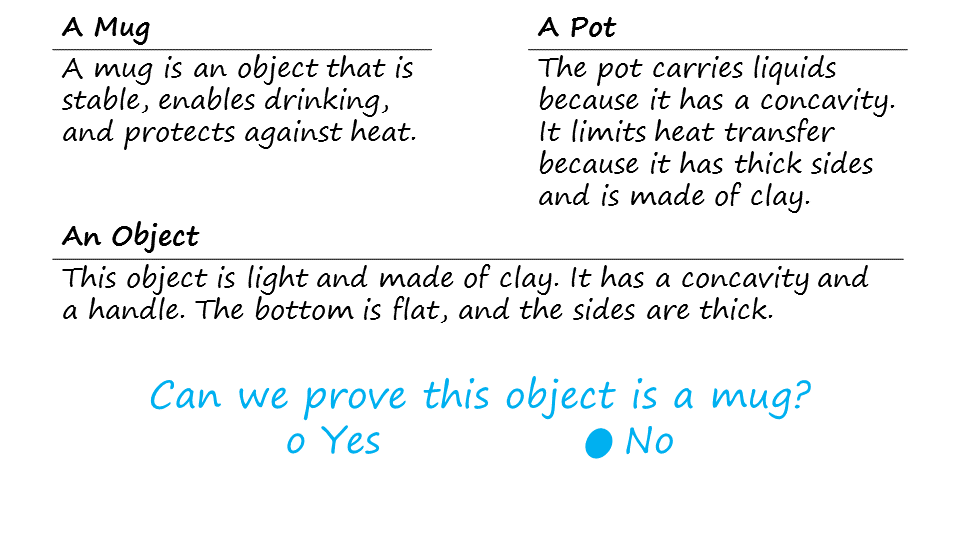 A Mug
A mug is an object that is
stable, enables drinking,
and protects against heat.
A Pot
The pot carries liquids
because it has a concavity.
It limits heat transfer
because it has thick sides
and is made of clay.
An Object
This object is light and made of clay. It has a concavity and
a handle. The bottom is flat, and the sides are thick.
Can we prove this object is a mug?
o Yes ● No